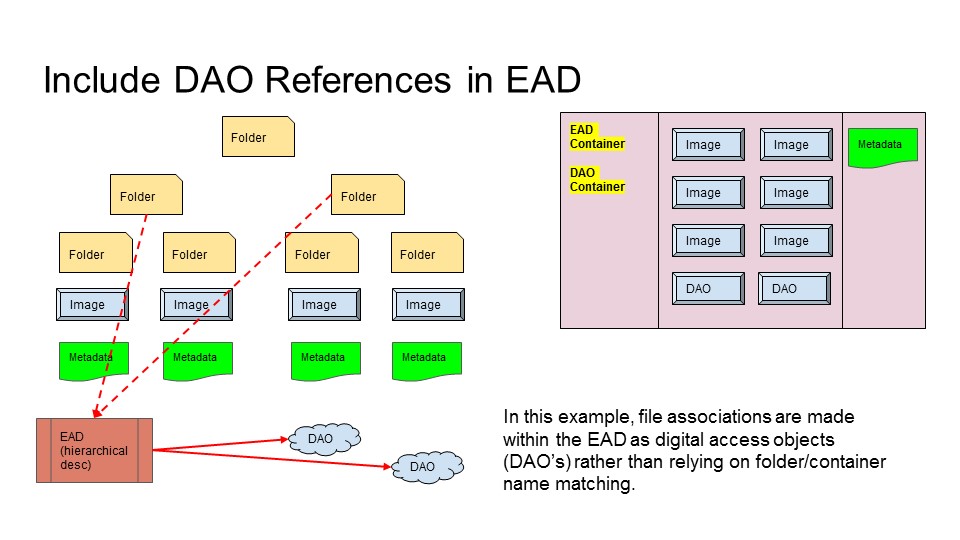 Include DAO References in EAD
Folder
Folder
Folder
Folder
Folder
Folder
Folder
Image
Image
Image
Image
Metadata
Metadata
Metadata
Metadata
EAD
(hierarchical
desc)
DAO
DAO
EAD
Container
DAO
Container
Image
Image
Metadata
Image
Image
Image
Image
DAO
DAO
In this example, file associations are made
within the EAD as digital access objects
(DAO’s) rather than relying on folder/container
name matching.